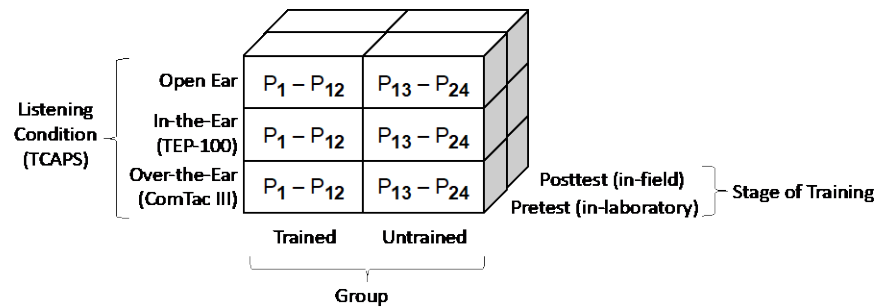 Listening
Condition
(TCAPS)
Open Ear
P1 – P12
P13 – P24
In-the-Ear
(TEP-100)
P1 – P12
P13 – P24
Over-the-Ear
(ComTac III)
P1 – P12
P13 – P24
Posttest (in-field)
Pretest (in-laboratory)
Stage of Training
Trained
Untrained
Group